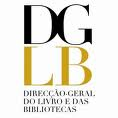 DG
LB
DIRECÇÃO-GERAL
DO LIVRO E DAS
BIBLIOTECAS